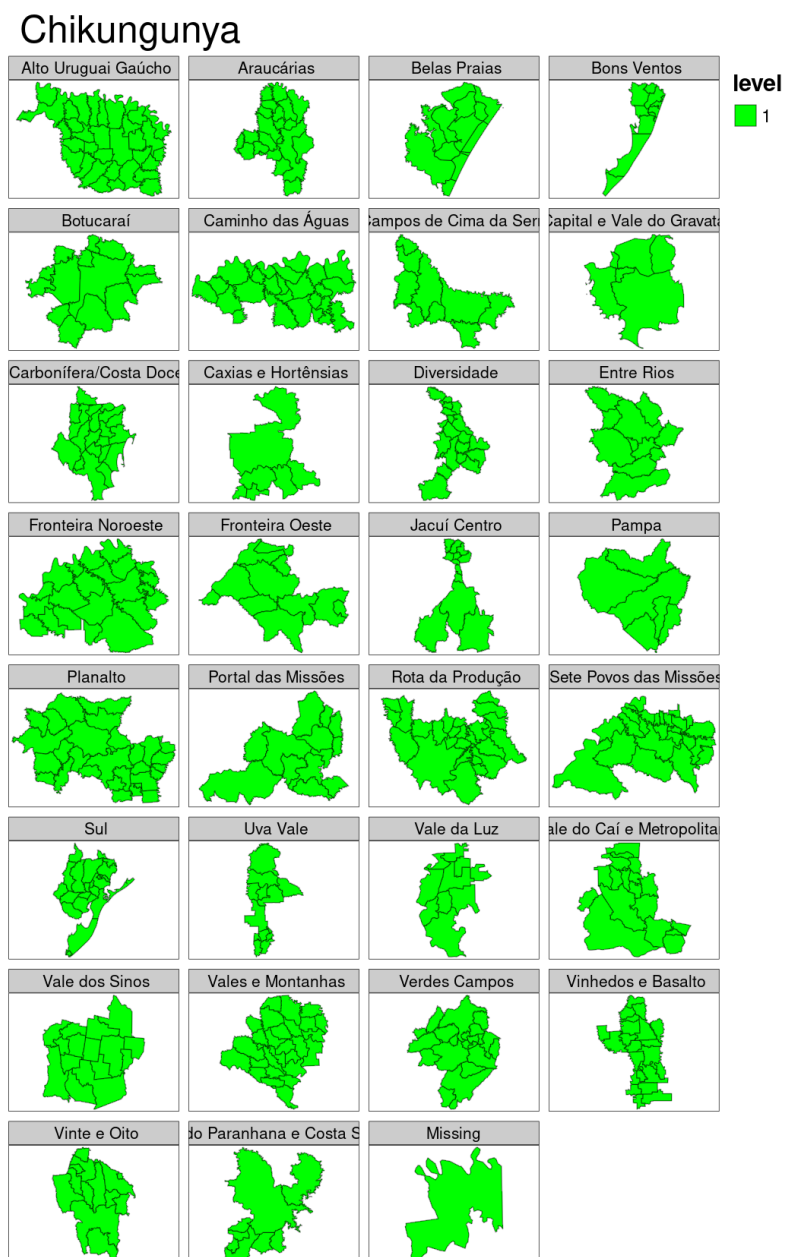 Chikungunya
Alto Uruguai Gaúcho
Araucárias
Belas Praias
Bons Ventos
level
1
Botucaraí
Caminho das Águas
Campos de Cima da Seri
Capital e Vale do Gravata
Carbonífera/Costa Doce
Caxias e Hortênsias
Diversidade
Entre Rios
Fronteira Noroeste
Fronteira Oeste
Jacuí Centro
Pampa
Planalto
Portal das Missões
Rota da Produção
Sete Povos das Missões
Sul
Uva Vale
Vale da Luz
ale do Caí e Metropolita
Vale dos Sinos
Vales e Montanhas
Verdes Campos
Vinhedos e Basalto
Vinte e Oito
do Paranhana e Costa S
Missing